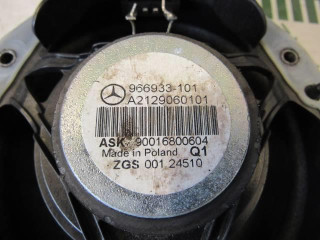 966933-101
A2129060101
ASK 90016800604
Made in Poland Q1
ZGS 001 24510